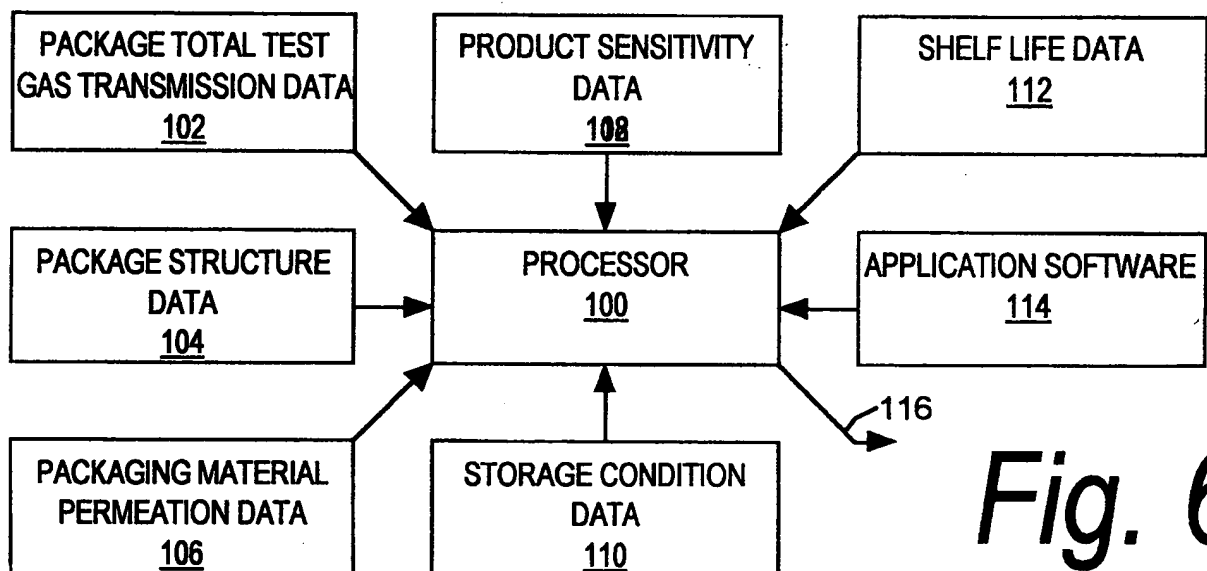 PACKAGE TOTAL TEST
GAS TRANSMISSION DATA
102
PRODUCT SENSITIVITY
DATA
108
SHELF LIFE DATA
112
PACKAGE STRUCTURE
DATA
104
PROCESSOR
100
APPLICATION SOFTWARE
114
116
PACKAGING MATERIAL
PERMEATION DATA
106
STORAGE CONDITION
DATA
110
Fig. 6